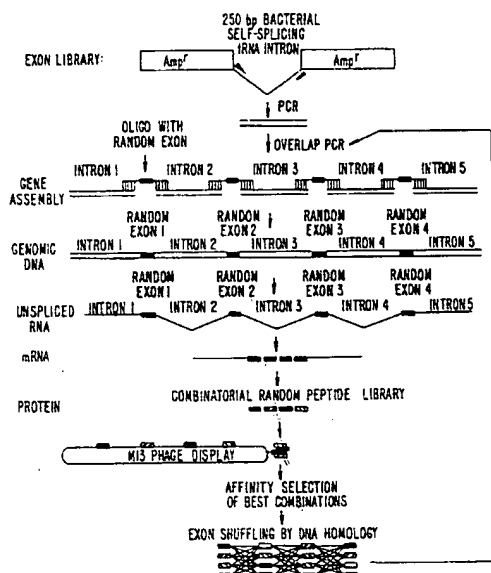 250 bp BACTERIAL
SELF-SPLICING
tRNA INTRON
EXON LIBRARY:
Ampr
Ampr
PCR
OLIGO WITH
RANDOM EXON
OVERLAP PCR
INTRON 1
INTRON 2
INTRON 3
INTRON 4
INTRON 5
GENE
ASSEMBLY
RANDOM
EXON 1
RANDOM
EXON 2
RANDOM
EXON 3
RANDOM
EXON 4
GENOMIC
DNA
INTRON 1
INTRON 2
INTRON 3
INTRON 4
INTRON 5
RANDOM
EXON 1
RANDOM
EXON 2
RANDOM
EXON 3
RANDOM
EXON 4
UNSPLICED
RNA
INTRON 1
INTRON 2
INTRON 3
INTRON 4
INTRON 5
mRNA
COMBINATORIAL RANDOM PEPTIDE LIBRARY
PROTEIN
M13 PHAGE DISPLAY
AFFINITY SELECTION
OF BEST COMBINATIONS
EXON SHUFFLING BY DNA HOMOLOGY